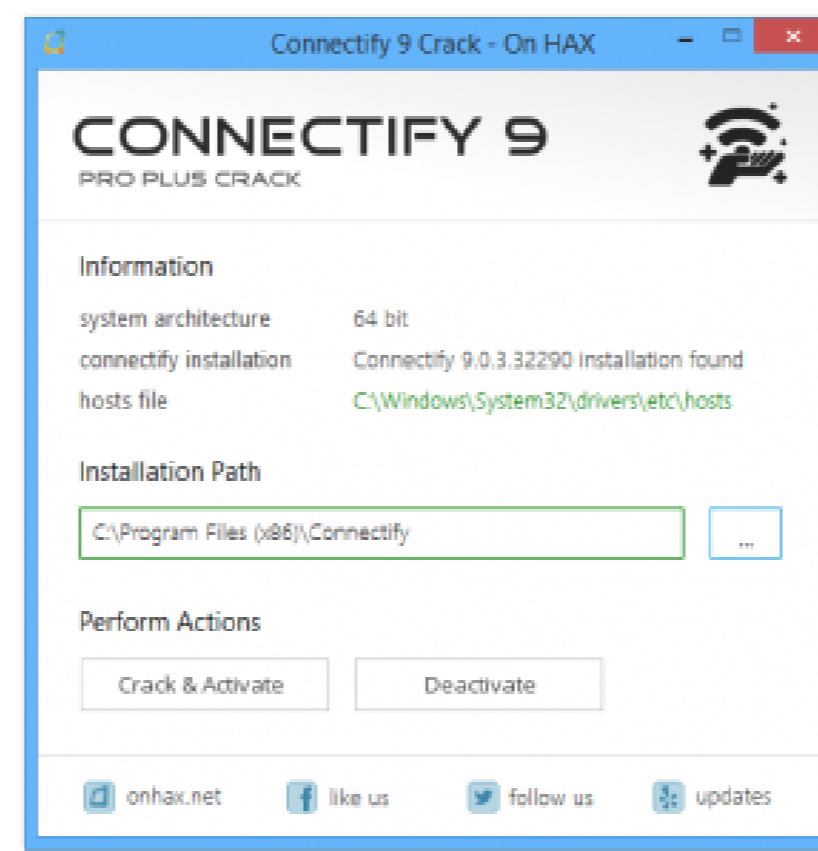 Connectify 9 Crack - On HAX
CONNECTIFY 9
PRO PLUS CRACK
Information
system architecture 64 bit
connectify installation Connectify 9.0.3.32290 Installation found
hosts file C:\Windows\System32\drivers\etc\hosts
Installation Path
C:\Program Files (x86)\Connectify ...
Perform Actions
Crack & Activate Deactivate
onhax.net like us follow us updates